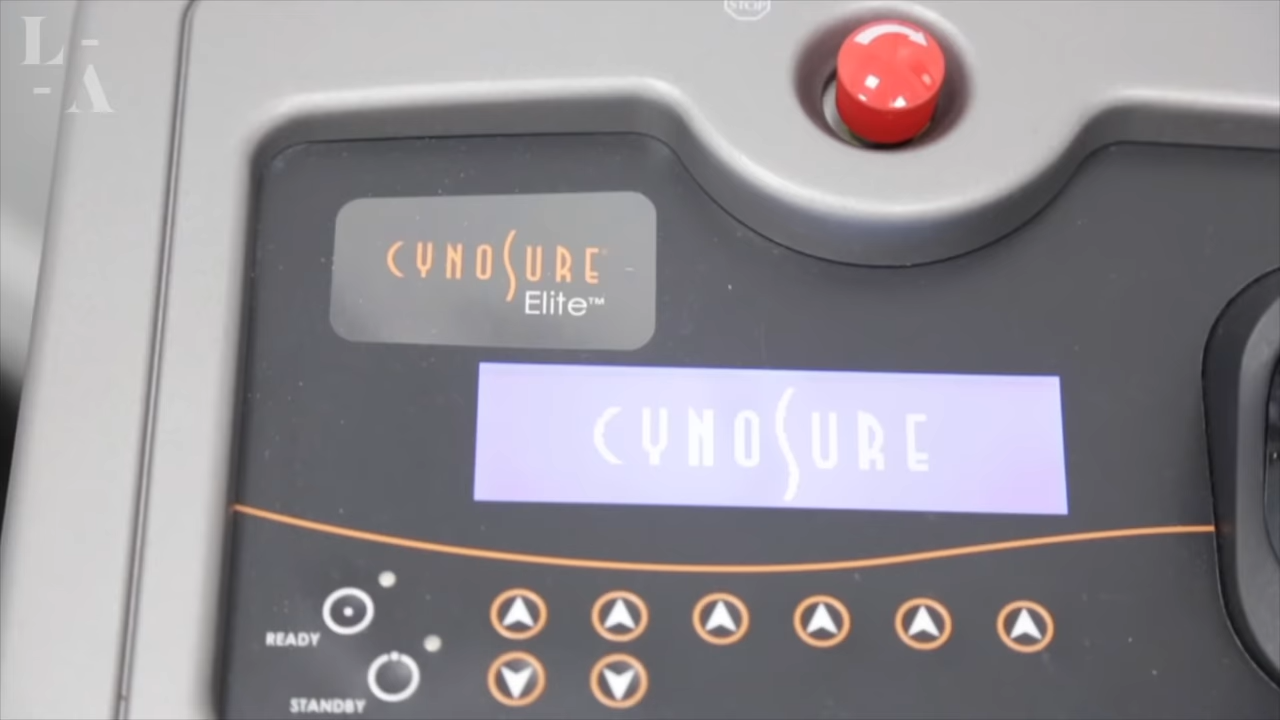 L-
-A
STOP
CYNOSURE
Elite™
CYNOSURE
READY
STANDBY